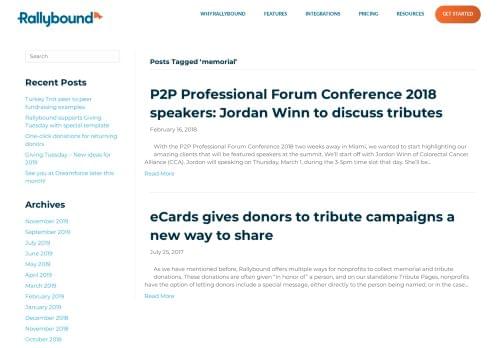 Rallybound
WHY RALLYBOUND
FEATURES
INTEGRATIONS
PRICING
RESOURCES
GET STARTED
Search
Recent Posts
Turkey Trot peer to peer
fundraising examples
Rallybound supports Giving
Tuesday with special template
One-click donations for returning
donors
Giving Tuesday – New ideas for
2019
See you at Dreamforce later this
month!
Archives
November 2019
September 2019
July 2019
June 2019
May 2019
April 2019
March 2019
February 2019
January 2019
December 2018
November 2018
October 2018
Posts Tagged 'memorial'
P2P Professional Forum Conference 2018
speakers: Jordan Winn to discuss tributes
February 16, 2018
With the P2P Professional Forum Conference 2018 two weeks away in Miami, we wanted to start highlighting our
amazing clients that will be featured speakers at the summit. We'll start off with Jordan Winn of Colorectal Cancer
Alliance (CCA). Jordan will speaking on Thursday, March 1, during the 3-5pm time slot that day. She'll be...
Read More
eCards gives donors to tribute campaigns a
new way to share
July 25, 2017
As we have mentioned before, Rallybound offers multiple ways for nonprofits to collect memorial and tribute
donations. These donations are often given "in honor of" a person, and on our standalone Tribute Pages, nonprofits
have the option of letting donors include a special message, either directly to the person being named, or in the case...
Read More